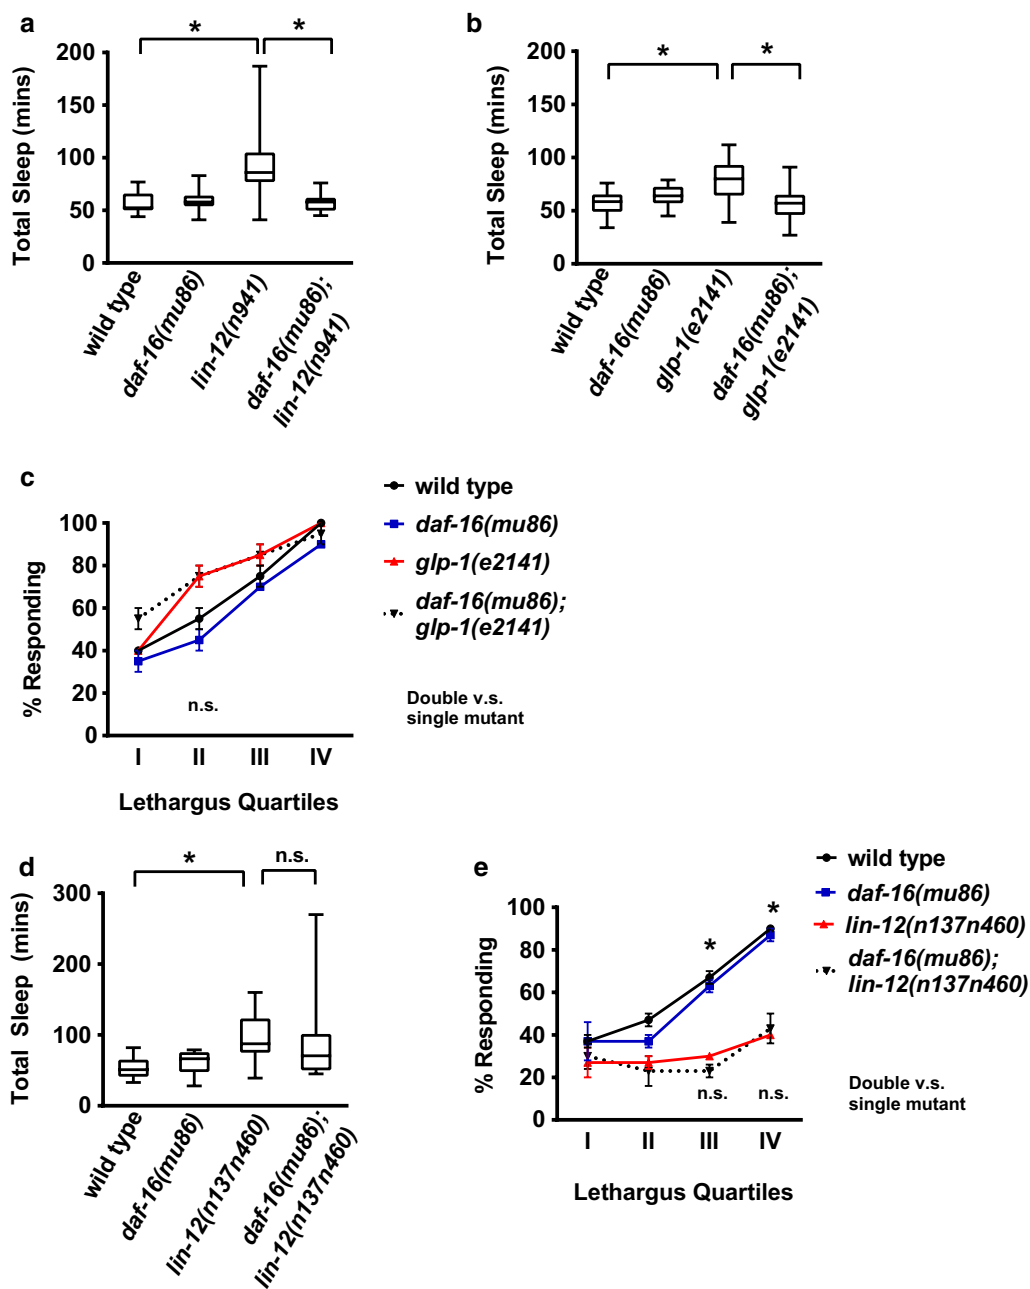 a
*
*
200
150
100
50
0
Total Sleep (mins)
wild type
daf-16(mu86)
lin-12(n941)
daf-16(mu86);
lin-12(n941)
b
*
*
200
150
100
50
0
Total Sleep (mins)
wild type
daf-16(mu86)
glp-1(e2141)
daf-16(mu86);
glp-1(e2141)
c
wild type
daf-16(mu86)
glp-1(e2141)
daf-16(mu86);
glp-1(e2141)
100
80
60
40
20
0
% Responding
n.s.
Double v.s.
single mutant
I II III IV
Lethargus Quartiles
d
*
n.s.
300
200
100
0
Total Sleep (mins)
wild type
daf-16(mu86)
lin-12(n137n460)
daf-16(mu86);
lin-12(n137n460)
e
wild type
daf-16(mu86)
lin-12(n137n460)
daf-16(mu86);
lin-12(n137n460)
100
80
60
40
20
0
% Responding
*
*
n.s. n.s.
Double v.s.
single mutant
I II III IV
Lethargus Quartiles